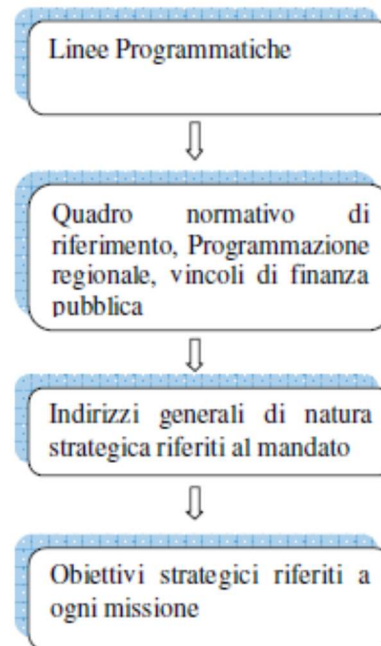 Linee Programmatiche
Quadro normativo di
riferimento, Programmazione
regionale, vincoli di finanza
pubblica
Indirizzi generali di natura
strategica riferiti al mandato
Obiettivi strategici riferiti a
ogni missione